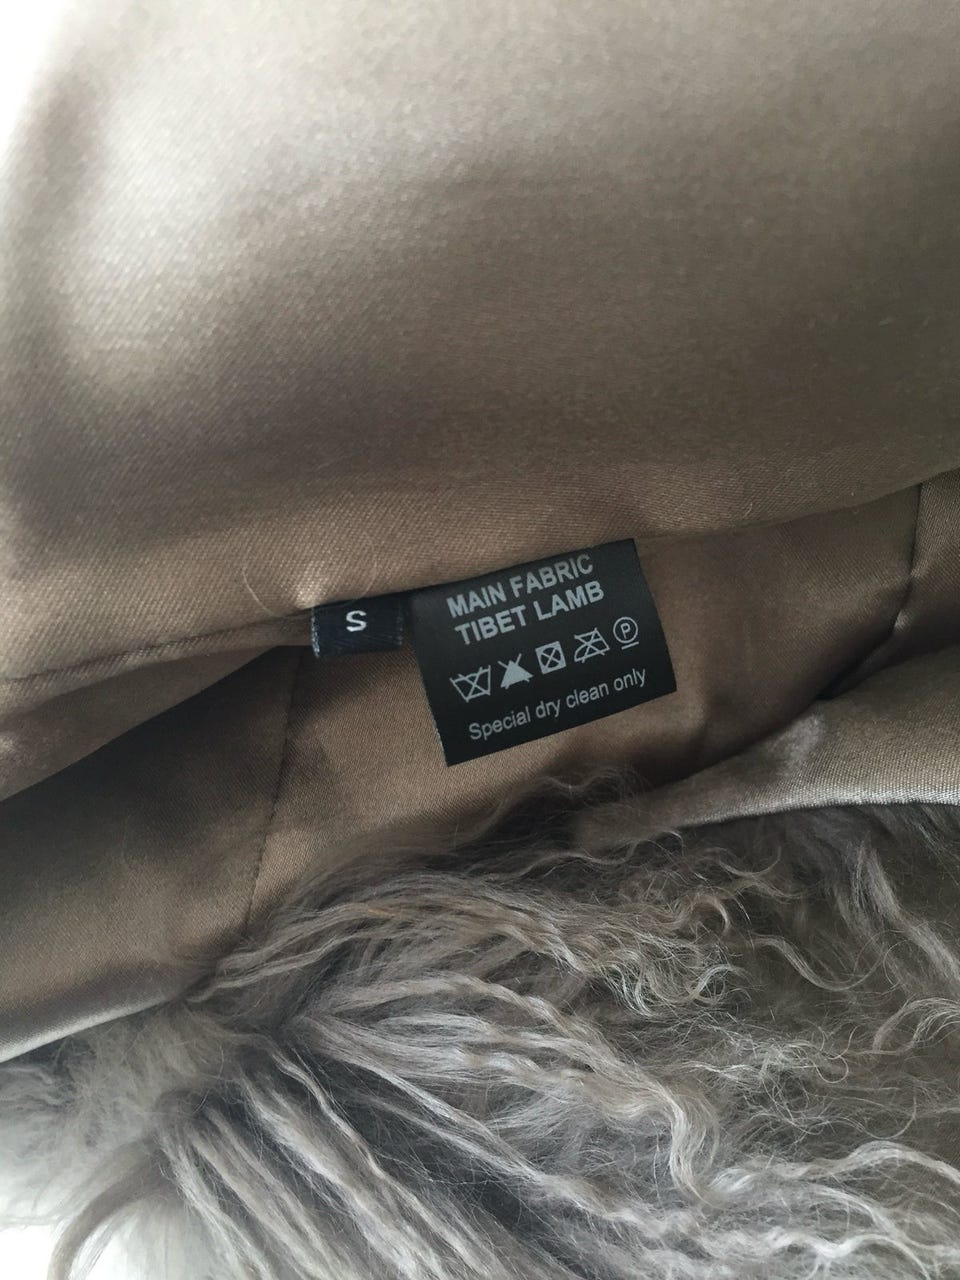 S
MAIN FABRIC
TIBET LAMB
P
Special dry clean only